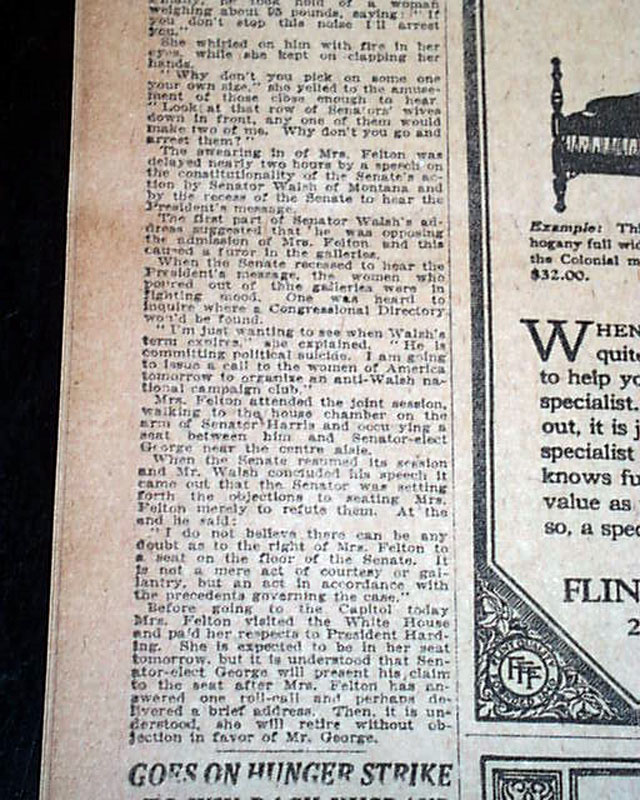 finally, he took hold of a woman
weighing about 95 pounds, saying: "If
you don't stop this noise I'll arrest
you."
She whirled on him with fire in her
eyes, while she kept on clapping her
hands.
"Why don't you pick on some one
your own size," she yelled to the amuse-
ment of those close enough to hear.
"Look at that row of Senators' wives
down in front, any one of them would
make two of me. Why don't you go and
arrest them?"
The swearing in of Mrs. Felton was
delayed nearly two hours by a speech on
the constitutionality of the Senate's ac-
tion by Senator Walsh of Montana and
by the recess of the Senate to hear the
President's message.
The first part of Senator Walsh's ad-
dress suggested that he was opposing
the admission of Mrs. Felton and this
caused a furor in the galleries.
When the Senate recessed to hear the
President's message, the women who
poured out of thhe galleries were in
fighting mood. One was heard to
inquire where a Congressional Directory
would be found.
"I'm just wanting to see when Walsh's
term expires," she explained. "He is
committing political suicide. I am going
to issue a call to the women of America
tomorrow to organize an anti-Walsh na-
tional campaign club."
Mrs. Felton attended the joint session,
walking to the house chamber on the
arm of Senator Harris and occu ying a
seat between him and Senator-elect
George near the centre aisle.
When the Senate resumed its session
and Mr. Walsh concluded his speech it
came out that the Senator was setting
forth the objections to seating Mrs.
Felton merely to refute them. At the
end he said:
"I do not believe there can be any
doubt as to the right of Mrs. Felton to
a seat on the floor of the Senate. It
is not a mere act of courtesy or gal-
lantry, but an act in accordance with
the precedents governing the case."
Before going to the Capitol today
Mrs. Felton visited the White House
and paid her respects to President Hard-
ing. She is expected to be in her seat
tomorrow, but it is understood that Sen-
ator-elect George will present his claim
to the seat after Mrs. Felton has an-
swered one roll-call and perhaps de-
livered a brief address. Then, it is un-
derstood, she will retire without ob-
jection in favor of Mr. George.
GOES ON HUNGER STRIKE
Example: Thi
hogany full wid
the Colonial m
$32.00.
WHEN
quite
to help yo
specialist.
out, it is j
specialist
knows fu
value as
so, a spec
FLIN
2
FFF